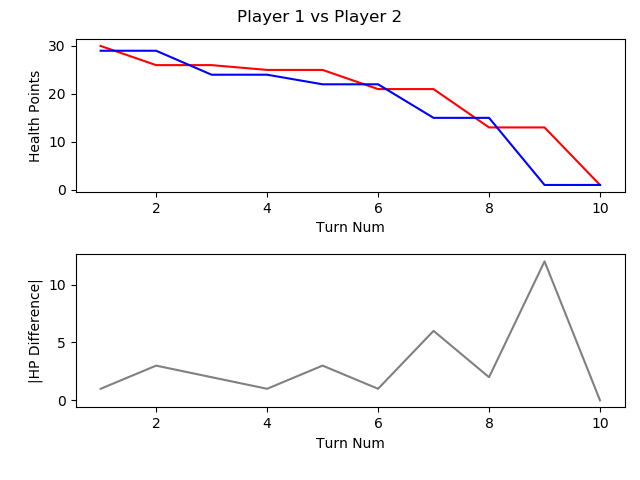 Player 1 vs Player 2
30
20
10
0
Health Points
2 4 6 8 10
Turn Num
10
5
0
|HP Difference|
2 4 6 8 10
Turn Num